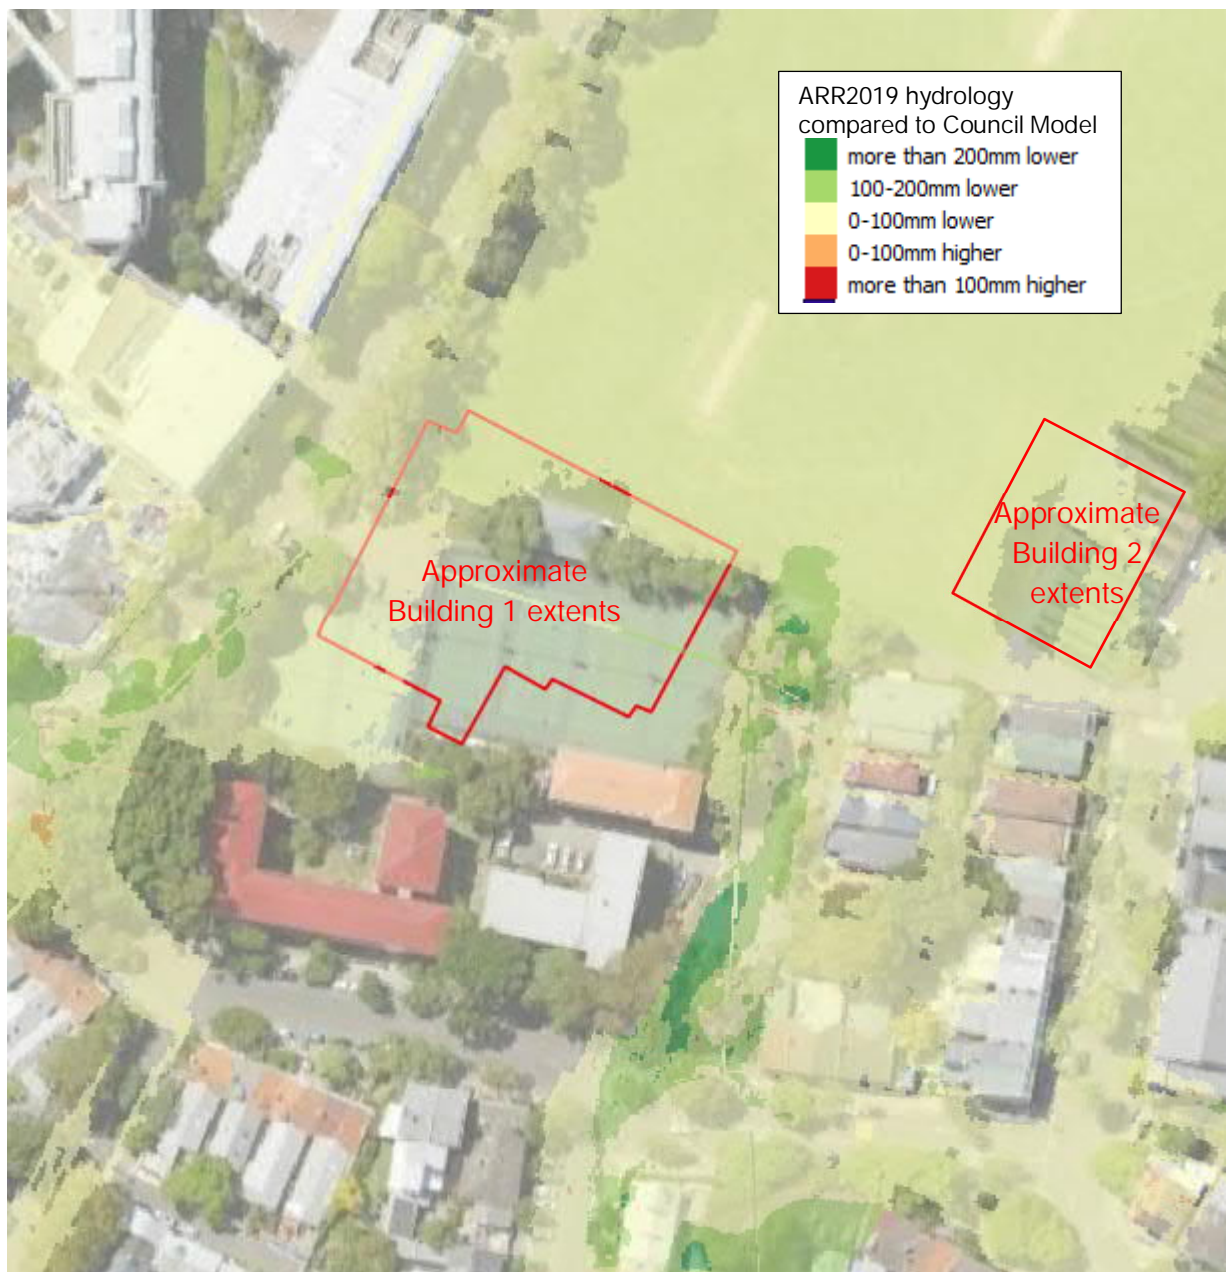 ARR2019 hydrology
compared to Council Model
more than 200mm lower
100-200mm lower
0-100mm lower
0-100mm higher
more than 100mm higher
Approximate
Building 1 extents
Approximate
Building 2
extents